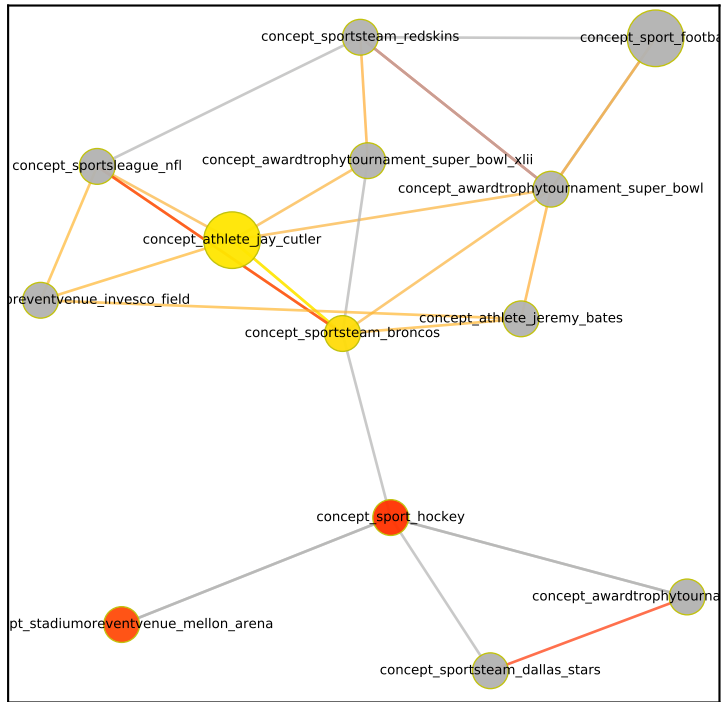 concept_sportsteam_redskins
concept_sport_footba
concept_awardtrophytournament_super_bowl_xlii
concept_sportsleague_nfl
concept_awardtrophytournament_super_bowl
concept_athlete_jay_cutler
oreventvenue_invesco_field
concept_athlete_jeremy_bates
concept_sportsteam_broncos
concept_sport_hockey
concept_awardtrophytourna
pt_stadiumoreventvenue_mellon_arena
concept_sportsteam_dallas_stars